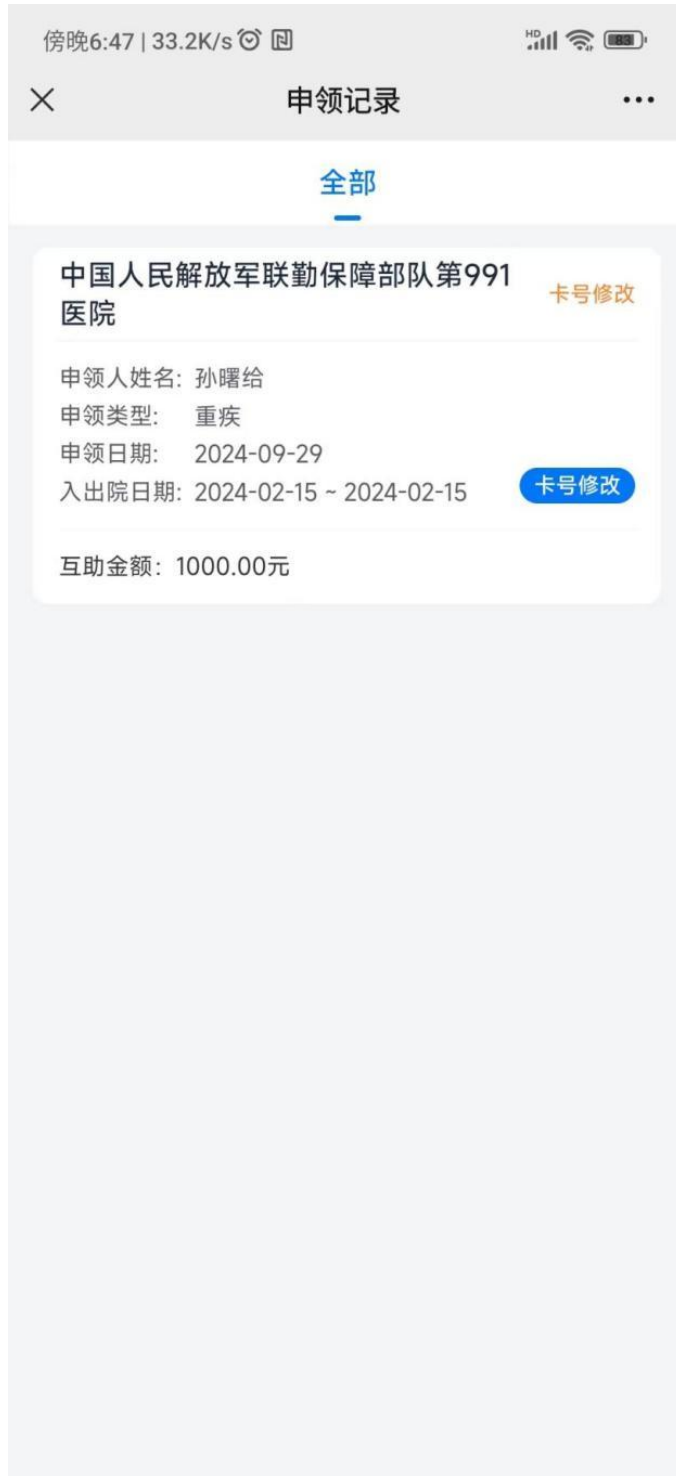 傍晚6:47 | 33.2K/s
HD
83
申领记录
全部
中国人民解放军联勤保障部队第991
医院
卡号修改
申领人姓名: 孙曙给
申领类型: 重疾
申领日期: 2024-09-29
入出院日期: 2024-02-15 ~ 2024-02-15
卡号修改
互助金额: 1000.00元